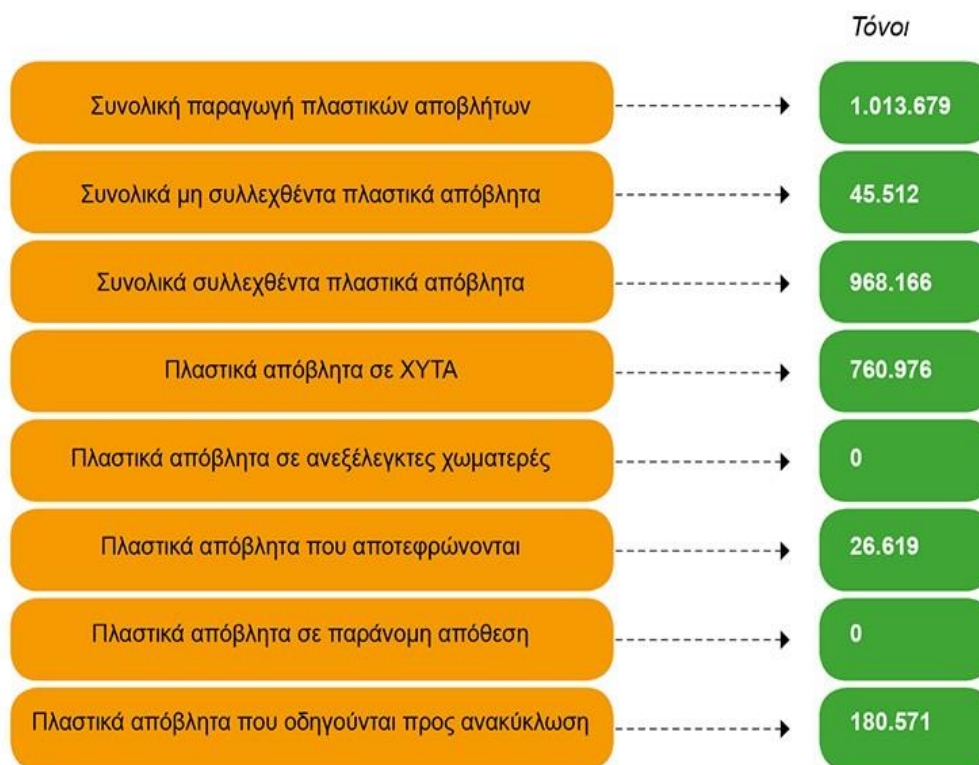 Τόνοι
Συνολική παραγωγή πλαστικών αποβλήτων 1.013.679
Συνολικά μη συλλεχθέντα πλαστικά απόβλητα 45.512
Συνολικά συλλεχθέντα πλαστικά απόβλητα 968.166
Πλαστικά απόβλητα σε ΧΥΤΑ 760.976
Πλαστικά απόβλητα σε ανεξέλεγκτες χωματερές 0
Πλαστικά απόβλητα που αποτεφρώνονται 26.619
Πλαστικά απόβλητα σε παράνομη απόθεση 0
Πλαστικά απόβλητα που οδηγούνται προς ανακύκλωση 180.571